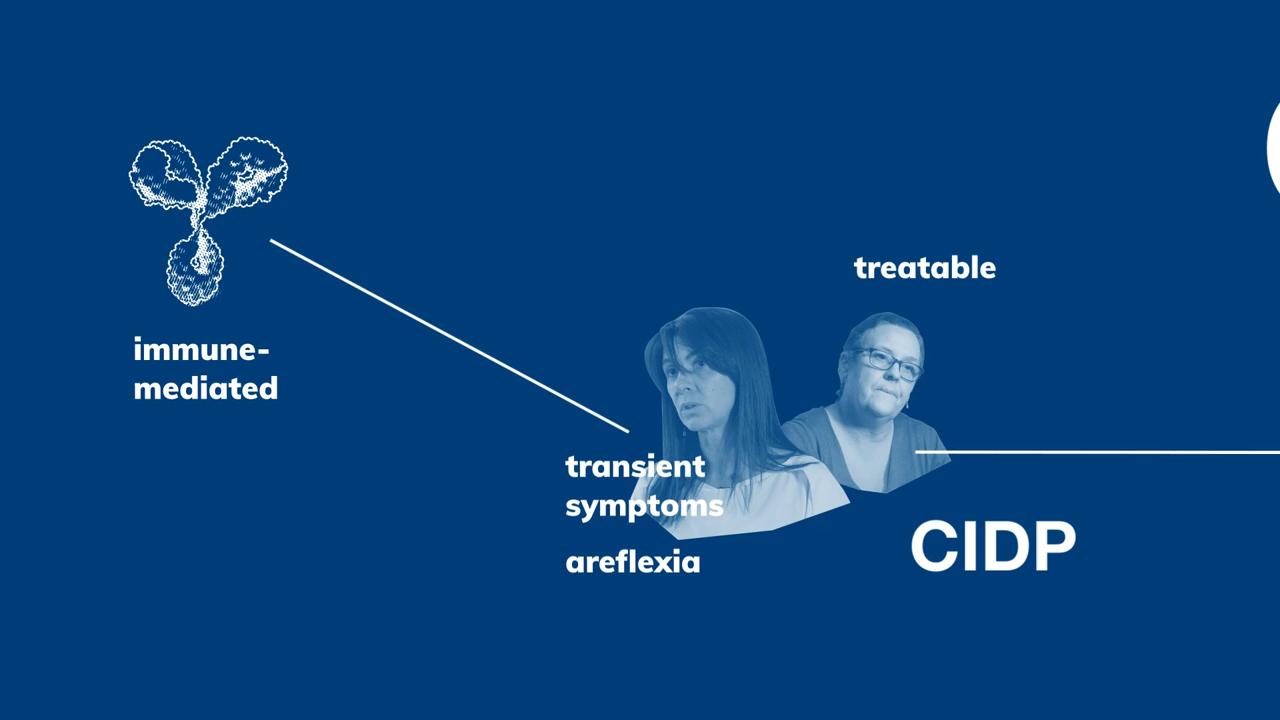 immune-
mediated
transient
symptoms
areflexia
treatable
CIDP